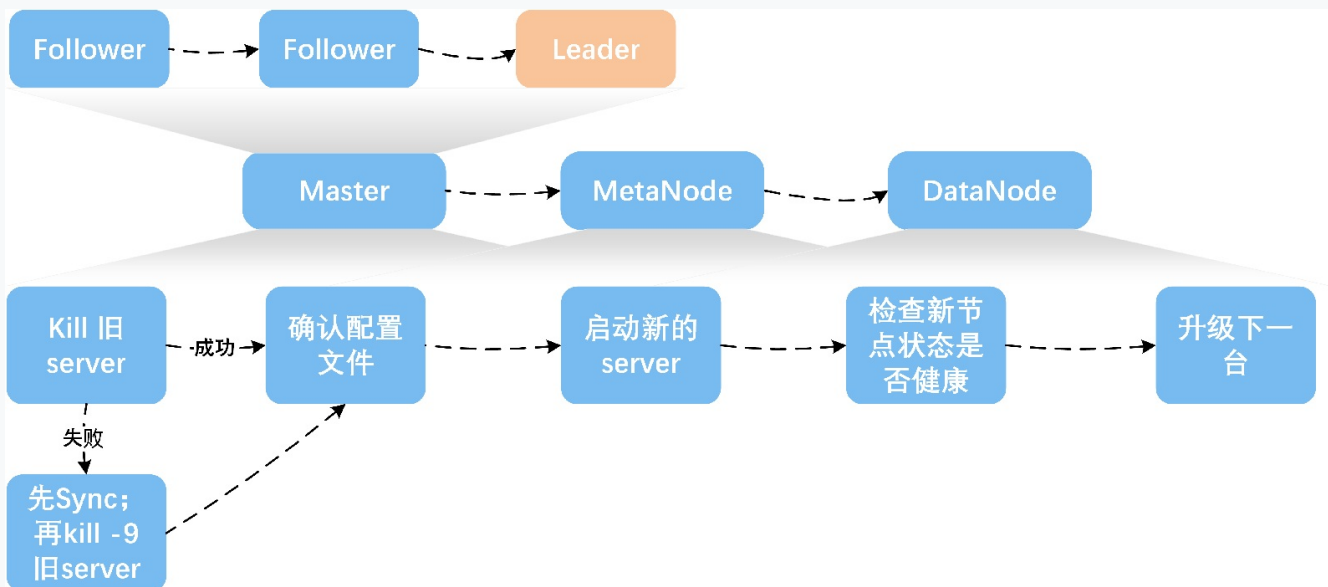 Follower
Follower
Leader
Master
MetaNode
DataNode
Kill 旧
server
成功
确认配置
文件
启动新的
server
检查新节
点状态是
否健康
升级下一
台
失败
先Sync；
再kill -9
旧server